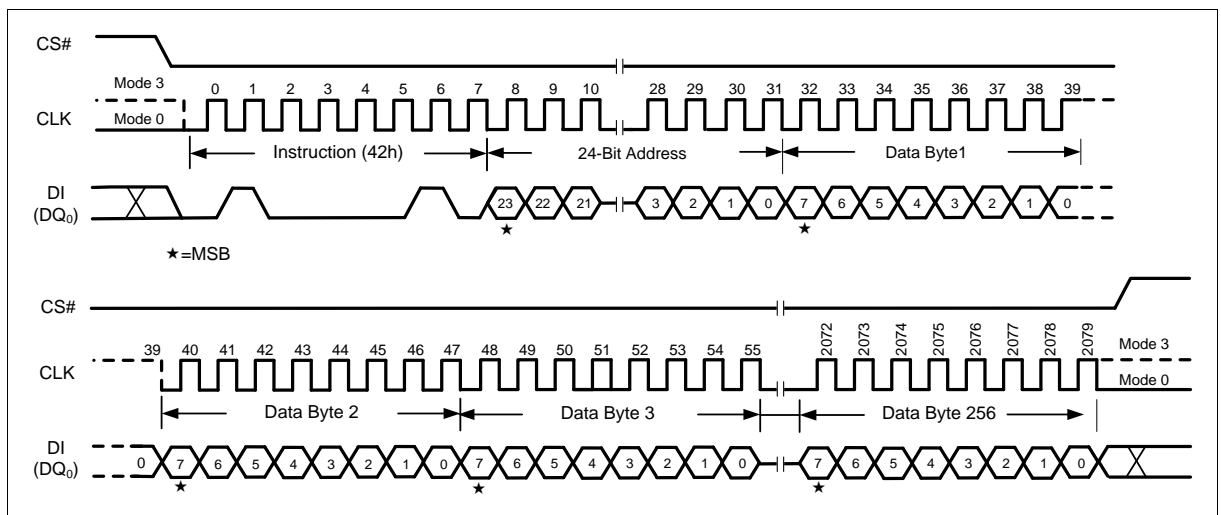 CS#
Mode 3
0 1 2 3 4 5 6 7 8 9 10 28 29 30 31 32 33 34 35 36 37 38 39
CLK
Mode 0
Instruction (42h) 24-Bit Address Data Byte1
DI
(DQ0)
23 22 21 3 2 1 0 7 6 5 4 3 2 1 0
★ ★
★=MSB
CS#
39 40 41 42 43 44 45 46 47 48 49 50 51 52 53 54 55 2072 2073 2074 2075 2076 2077 2078 2079
Mode 3
CLK
Mode 0
Data Byte 2 Data Byte 3 Data Byte 256
DI
(DQ0)
0 7 6 5 4 3 2 1 0 7 6 5 4 3 2 1 0 7 6 5 4 3 2 1 0
★ ★ ★